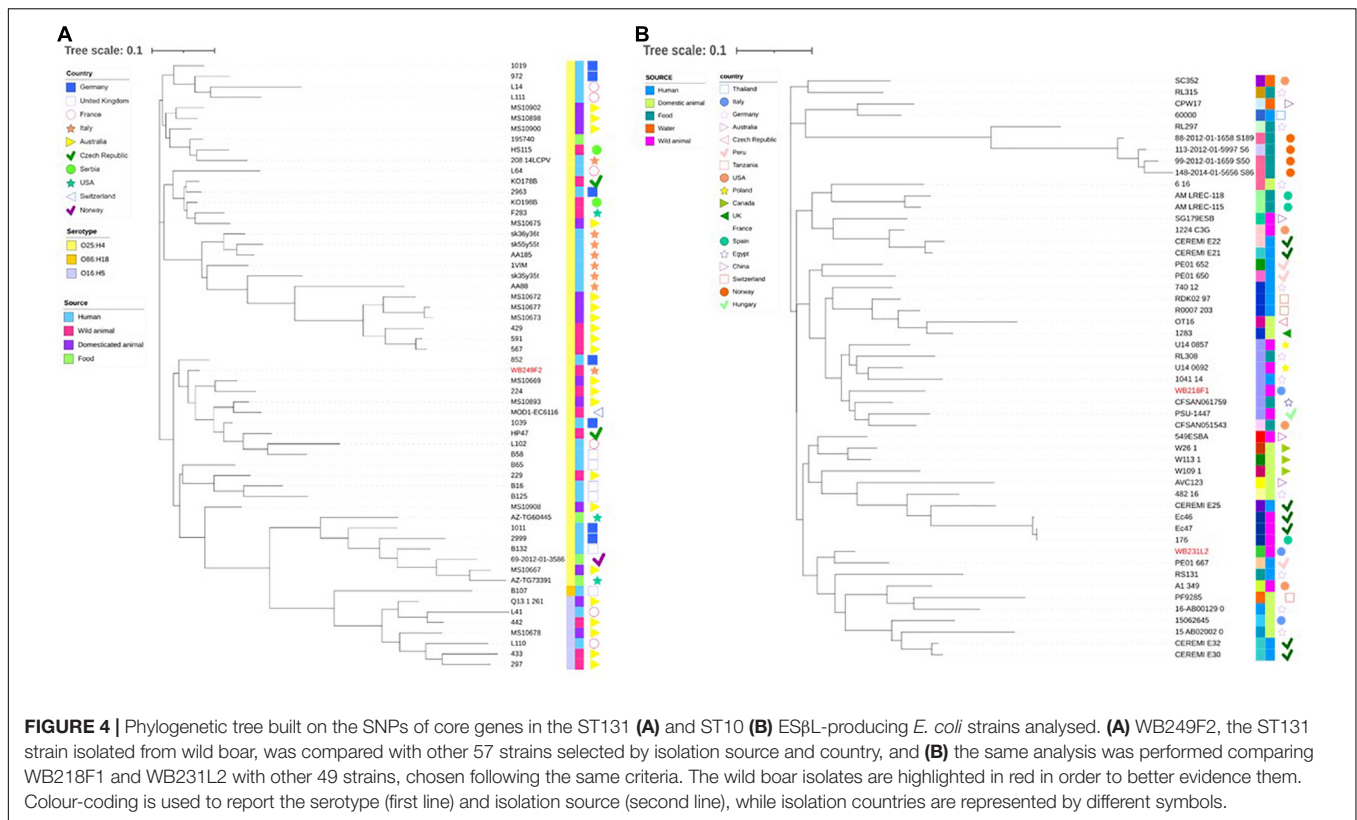 A
Tree scale: 0.1
Country
Germany
United Kingdom
France
Italy
Australia
Czech Republic
Serbia
USA
Switzerland
Norway
Serotype
O25:H4
O86:H18
O16:H5
Source
Human
Wild animal
Domesticated animal
Food
1019
972
L14
L111
MS10902
MS10898
MS10900
195740
HS115
208 14LCPV
L64
KO178B
2963
KO198B
F283
MS10675
sk36y36t
sk55y55t
AA185
1VIM
sk35y35t
AA88
MS10672
MS10677
MS10673
429
591
567
852
WB249F2
MS10669
224
MS10893
MOD1-EC6116
1039
HP47
L102
B58
B65
229
B16
B125
MS10908
AZ-TG60445
1011
2999
B132
69-2012-01-3586
MS10667
AZ-TG73391
B107
Q13 1 261
L41
442
MS10678
L110
433
297
B
Tree scale: 0.1
SOURCE
Human
Domestic animal
Food
Water
Wild animal
country
Thailand
Italy
Germany
Australia
Czech Republic
Peru
Tanzania
USA
Poland
Canada
UK
France
Spain
Egypt
China
Switzerland
Norway
Hungary
SC352
RL315
CPW17
60000
RL297
88-2012-01-1658 S189
113-2012-01-5997 S6
99-2012-01-1659 S50
148-2014-01-5656 S86
6 16
AM LREC-118
AM LREC-115
SG179ESB
1224 C3G
CEREMI E22
CEREMI E21
PE01 652
PE01 650
740 12
RDK02 97
R0007 203
OT16
1283
U14 0857
RL308
U14 0692
1041 14
WB218F1
CFSAN061759
PSU-1447
CFSAN051543
549ESBA
W26 1
W113 1
W109 1
AVC123
482 16
CEREMI E25
Ec46
Ec47
176
WB231L2
PE01 667
RS131
A1 349
PF9285
16-AB00129 0
15062645
15 AB02002 0
CEREMI E32
CEREMI E30
FIGURE 4 | Phylogenetic tree built on the SNPs of core genes in the ST131 (A) and ST10 (B) ESβL-producing E. coli strains analysed. (A) WB249F2, the ST131
strain isolated from wild boar, was compared with other 57 strains selected by isolation source and country, and (B) the same analysis was performed comparing
WB218F1 and WB231L2 with other 49 strains, chosen following the same criteria. The wild boar isolates are highlighted in red in order to better evidence them.
Colour-coding is used to report the serotype (first line) and isolation source (second line), while isolation countries are represented by different symbols.